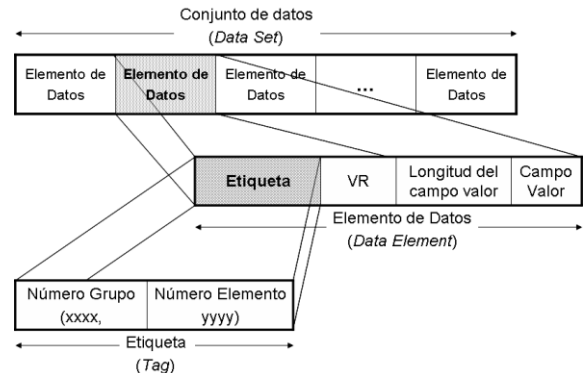 Conjunto de datos
(Data Set)
Elemento de Datos
Elemento de Datos
Elemento de Datos
...
Elemento de Datos
Etiqueta
VR
Longitud del campo valor
Campo Valor
Elemento de Datos
(Data Element)
Número Grupo (xxxx,
Número Elemento yyyy)
Etiqueta
(Tag)